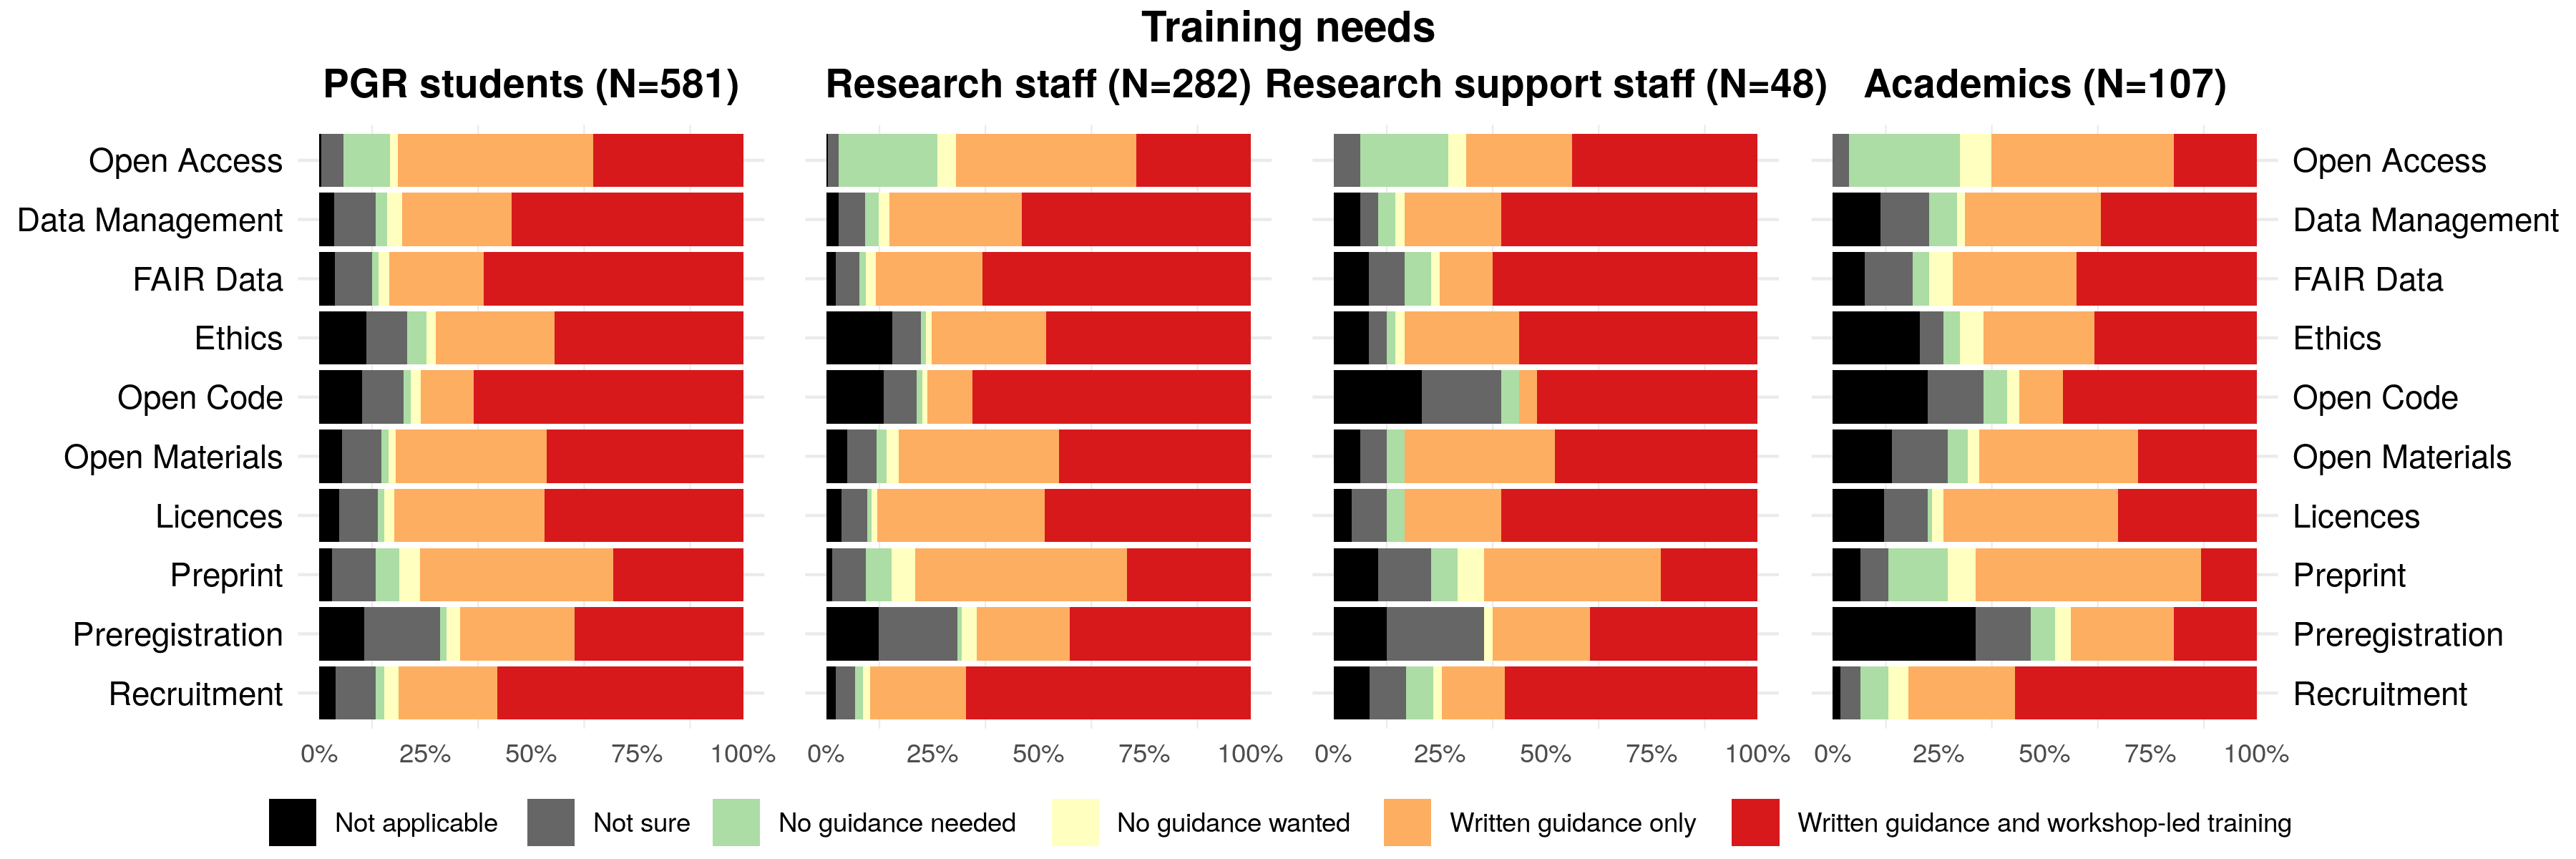 Training needs
PGR students (N=581) Research staff (N=282) Research support staff (N=48) Academics (N=107)
Open Access Open Access
Data Management Data Management
FAIR Data FAIR Data
Ethics Ethics
Open Code Open Code
Open Materials Open Materials
Licences Licences
Preprint Preprint
Preregistration Preregistration
Recruitment Recruitment
0% 25% 50% 75% 100% 0% 25% 50% 75% 100% 0% 25% 50% 75% 100% 0% 25% 50% 75% 100%
Not applicable Not sure No guidance needed No guidance wanted Written guidance only Written guidance and workshop-led training